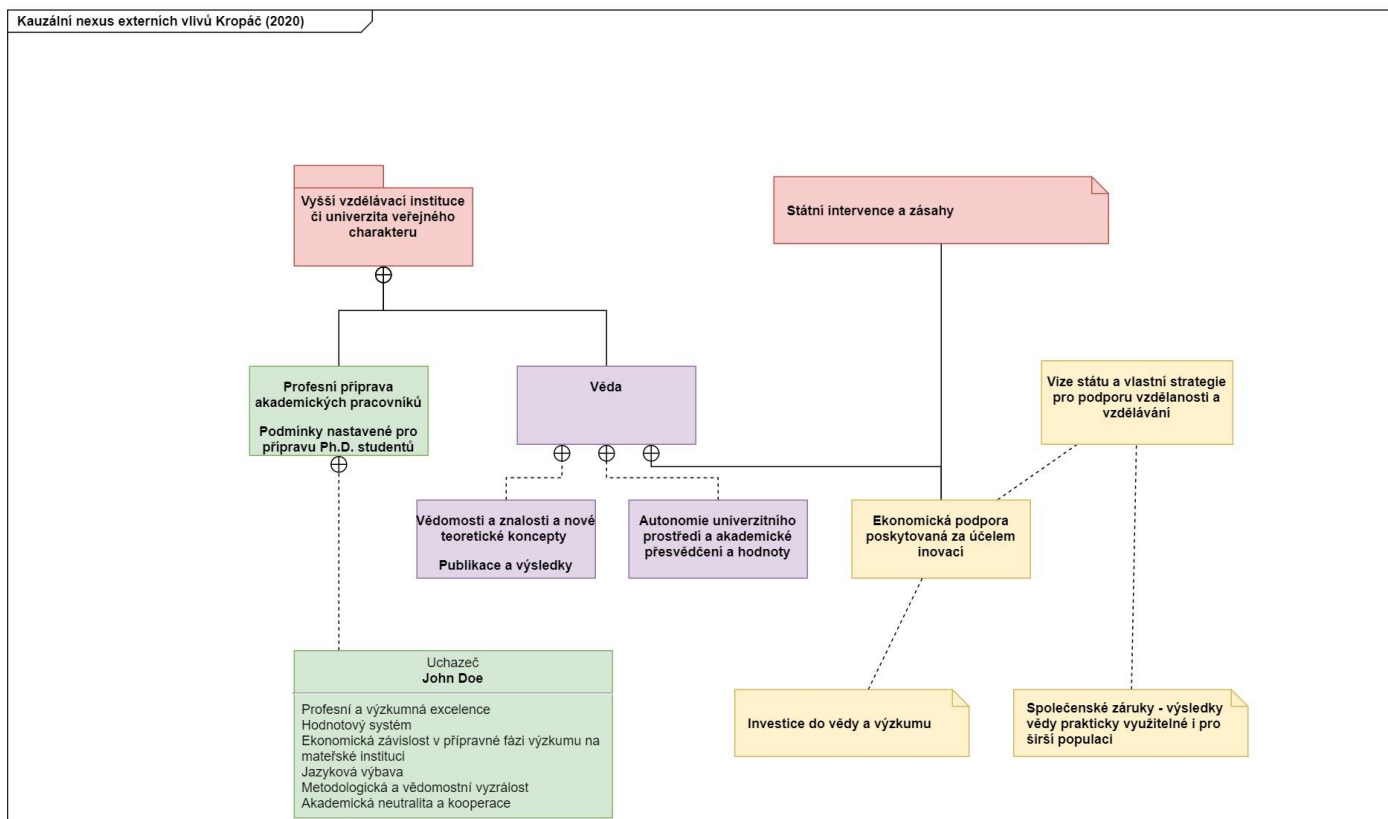 Kauzální nexus externích vlivů Kropáč (2020)
Vyšší vzdělávací instituce
či univerzita veřejného
charakteru
Státní intervence a zásahy
Profesní příprava
akademických pracovníků
Podmínky nastavené pro
přípravu Ph.D. studentů
Věda
Vize státu a vlastní strategie
pro podporu vzdělanosti a
vzdělávání
Vědomosti a znalosti a nové
teoretické koncepty
Publikace a výsledky
Autonomie univerzitního
prostředí a akademické
přesvědčení a hodnoty
Ekonomická podpora
poskytovaná za účelem
inovací
Uchazeč
John Doe
Profesní a výzkumná excelence
Hodnotový systém
Ekonomická závislost v přípravné fázi výzkumu na
mateřské instituci
Jazyková výbava
Metodologická a vědomostní vyzrálost
Akademická neutralita a kooperace
Investice do vědy a výzkumu
Společenské záruky - výsledky
vědy prakticky využitelné i pro
širší populaci